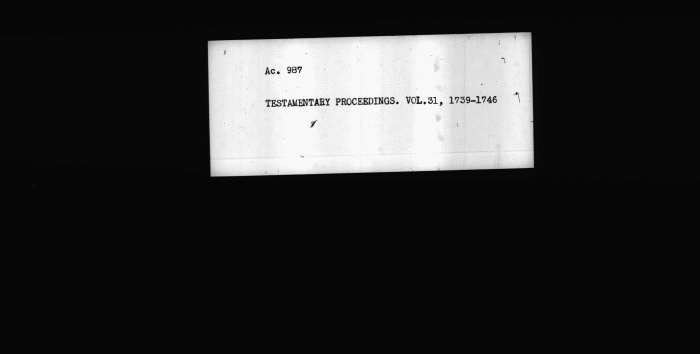 Ac. 987
TESTAMENTARY PROCEEDINGS. VOL.31, 1739-1746